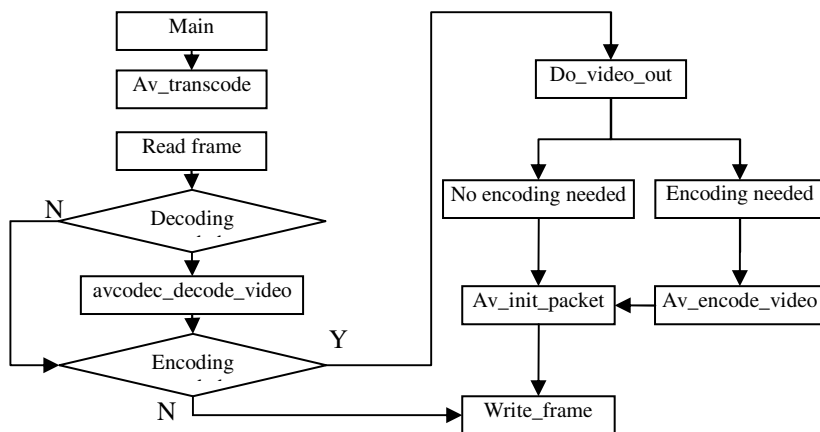 Main
Av_transcode
Read frame
N
Decoding
avcodec_decode_video
Y
Encoding
N
Do_video_out
No encoding needed
Encoding needed
Av_init_packet
Av_encode_video
Write_frame